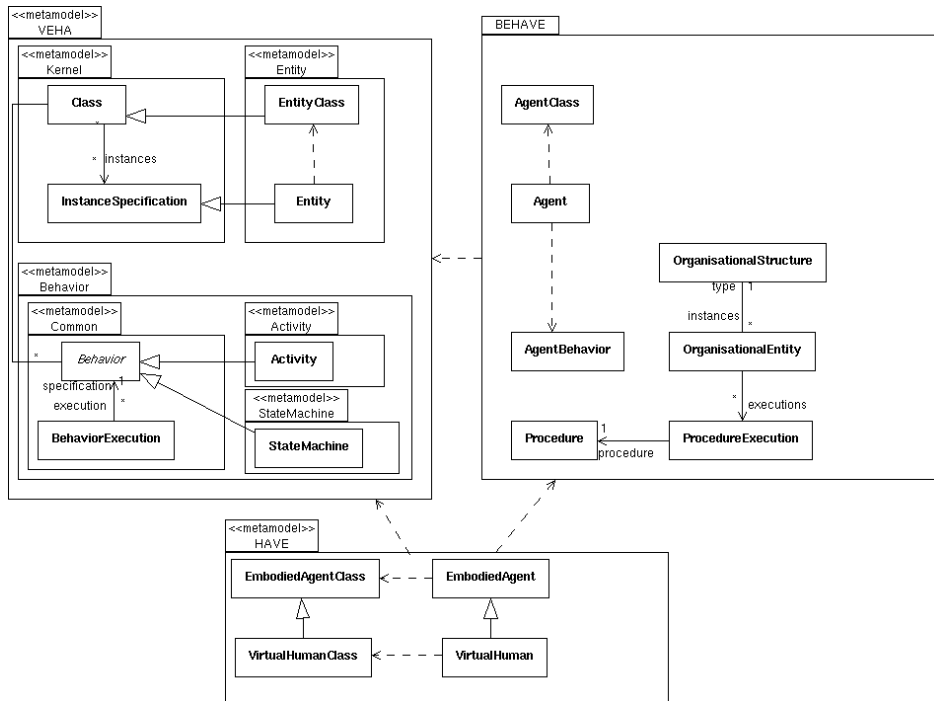 <<metamodel>>
VEHA
<<metamodel>>
Kernel
Class
*
* instances
InstanceSpecification
<<metamodel>>
Entity
EntityClass
Entity
<<metamodel>>
Behavior
<<metamodel>>
Common
*
Behavior
specification
1
execution
*
BehaviorExecution
<<metamodel>>
Activity
Activity
<<metamodel>>
StateMachine
StateMachine
BEHAVE
AgentClass
Agent
AgentBehavior
OrganisationalStructure
type
1
instances
*
OrganisationalEntity
*
executions
Procedure
1
procedure
ProcedureExecution
<<metamodel>>
HAVE
EmbodiedAgentClass
EmbodiedAgent
VirtualHumanClass
VirtualHuman